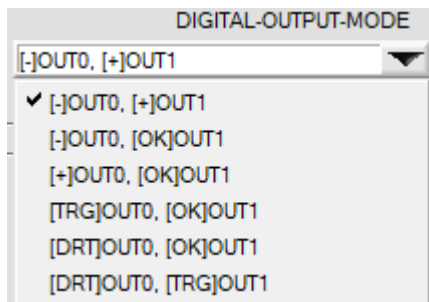 DIGITAL-OUTPUT-MODE
[-]OUT0, [+]OUT1
[-]OUT0, [+]OUT1
[-]OUT0, [OK]OUT1
[+]OUT0, [OK]OUT1
[TRG]OUT0, [OK]OUT1
[DRT]OUT0, [OK]OUT1
[DRT]OUT0, [TRG]OUT1